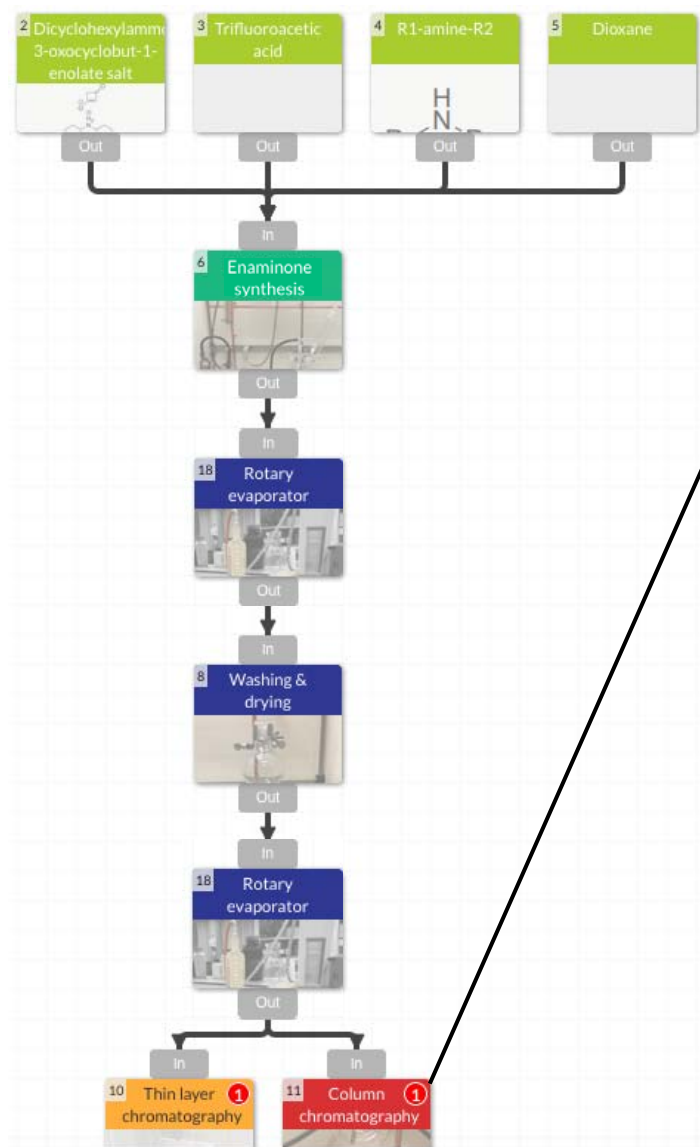 2 Dicyclohexylamm
3-oxocyclobut-1-
enolate salt
3 Trifluoroacetic
acid
4 R1-amine-R2
H
N
5 Dioxane
Out
Out
Out
Out
In
6 Enaminone
synthesis
Out
In
18 Rotary
evaporator
Out
In
8 Washing &
drying
Out
In
18 Rotary
evaporator
Out
In
In
10 Thin layer 1
chromatography
11 Column 1
chromatography